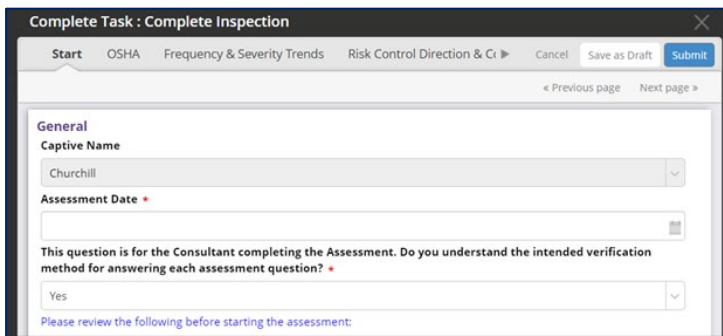 Complete Task : Complete Inspection
Start OSHA Frequency & Severity Trends Risk Control Direction & Cancel Save as Draft Submit
« Previous page Next page »
General
Captive Name
Churchill
Assessment Date *
This question is for the Consultant completing the Assessment. Do you understand the intended verification
method for answering each assessment question? *
Yes
Please review the following before starting the assessment: